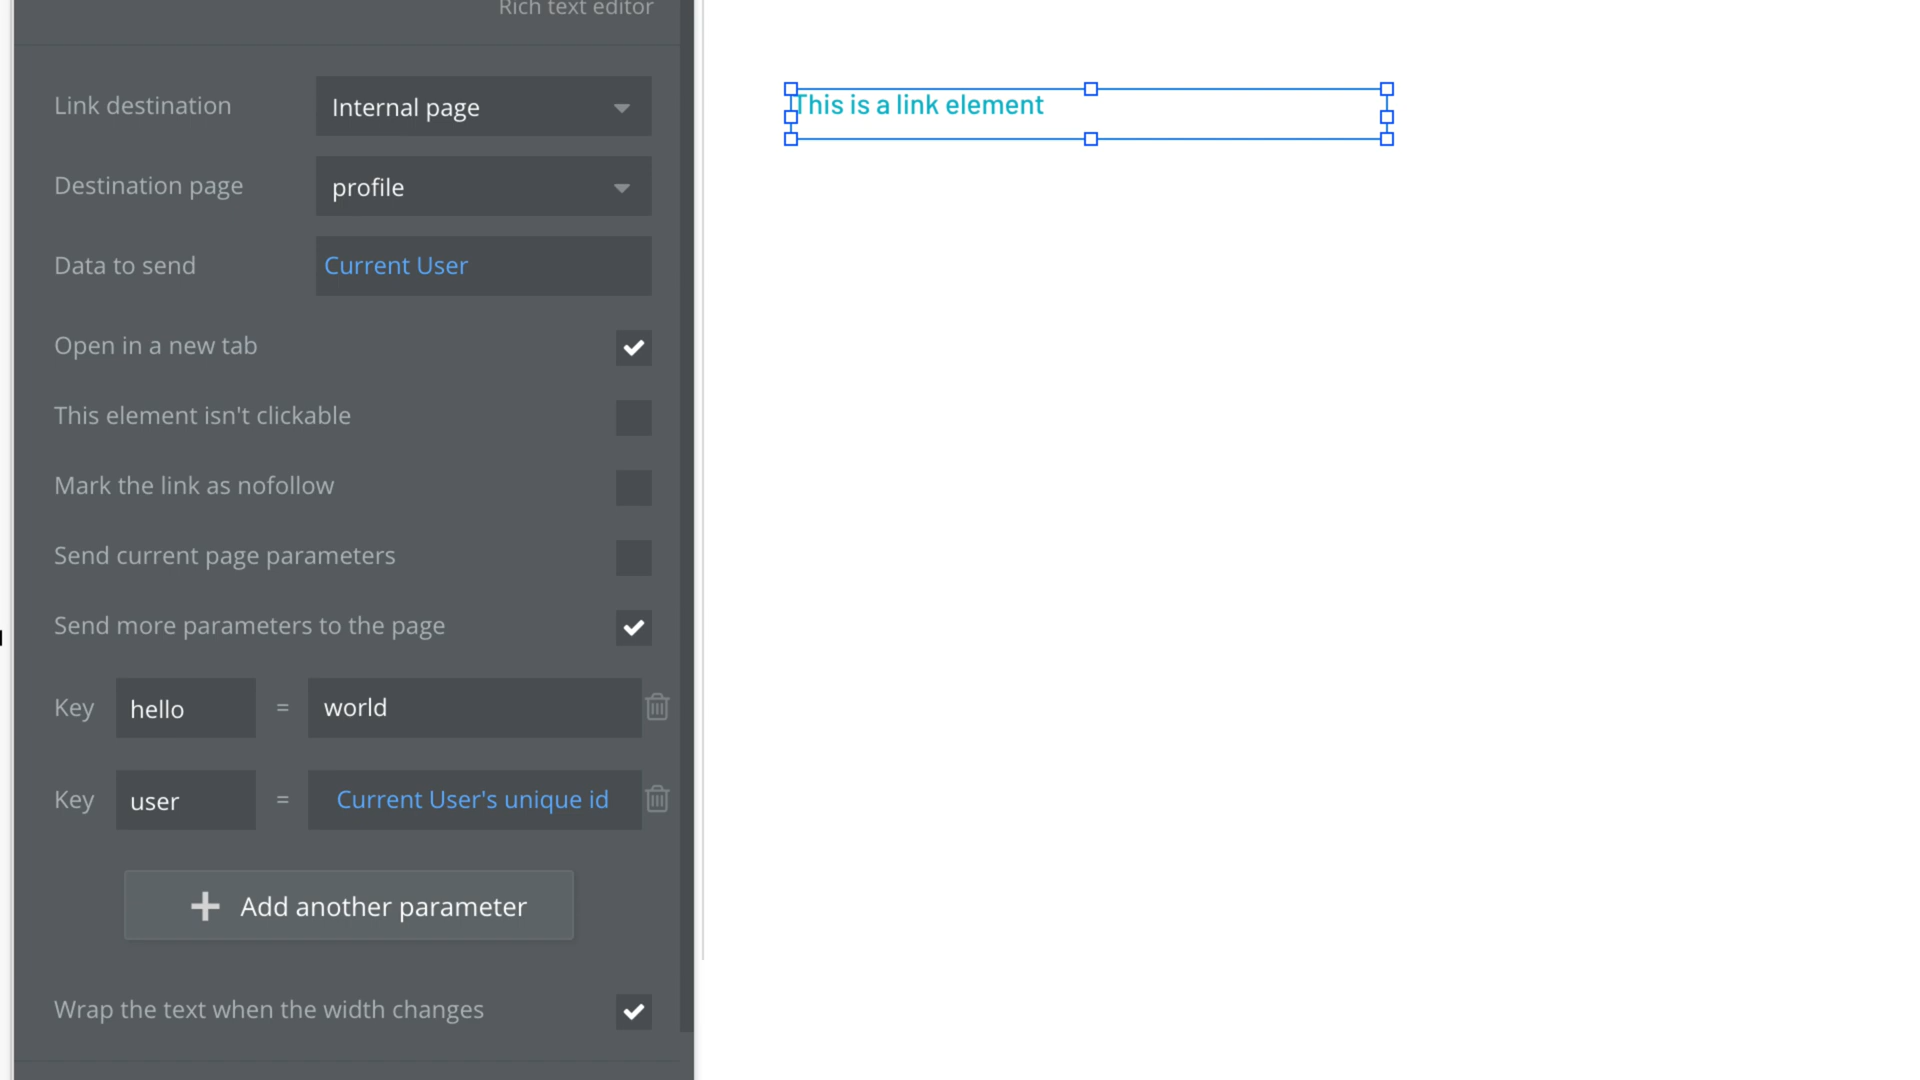 Rich text editor
Link destination
Internal page
Destination page
profile
Data to send
Current User
Open in a new tab
This element isn't clickable
Mark the link as nofollow
Send current page parameters
Send more parameters to the page
Key hello = world
Key user = Current User's unique id
Add another parameter
Wrap the text when the width changes
This is a link element